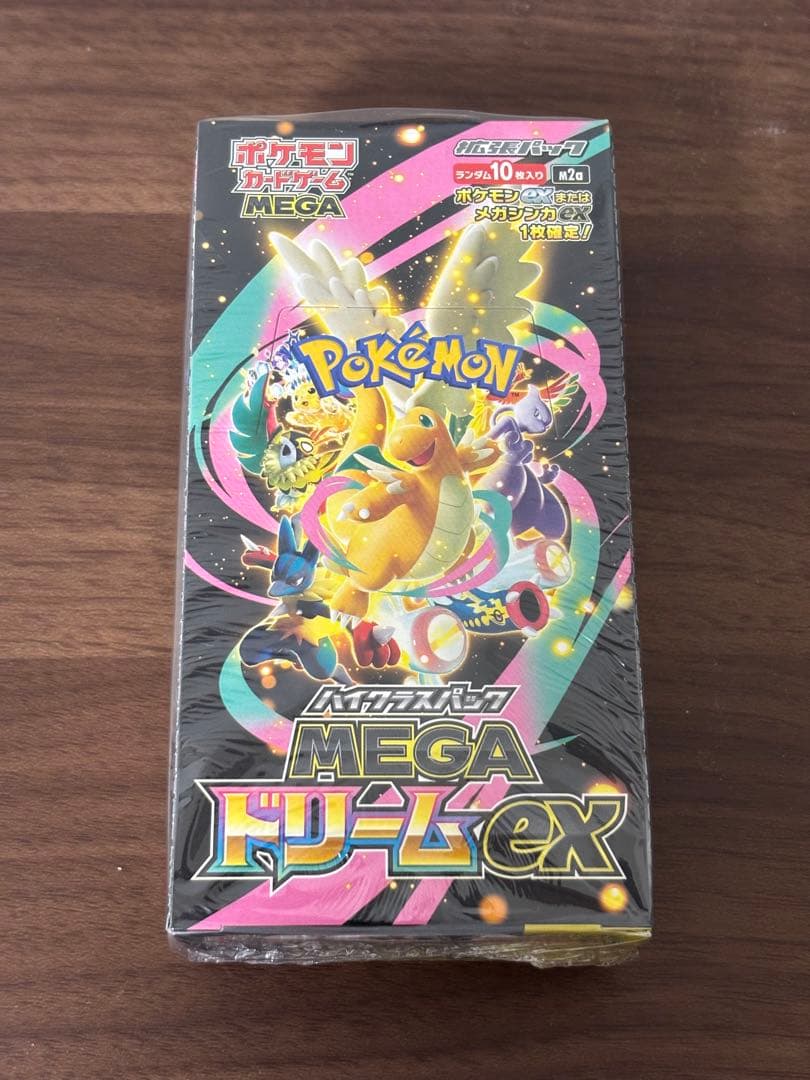 ポケモン
カードゲーム
MEGA
拡張パック
ランダム10枚入り M2a
ポケモンexまたは
メガシンカex
1枚確定!
POKéMON
TM
ハイクラスパック
MEGA
ドリームex